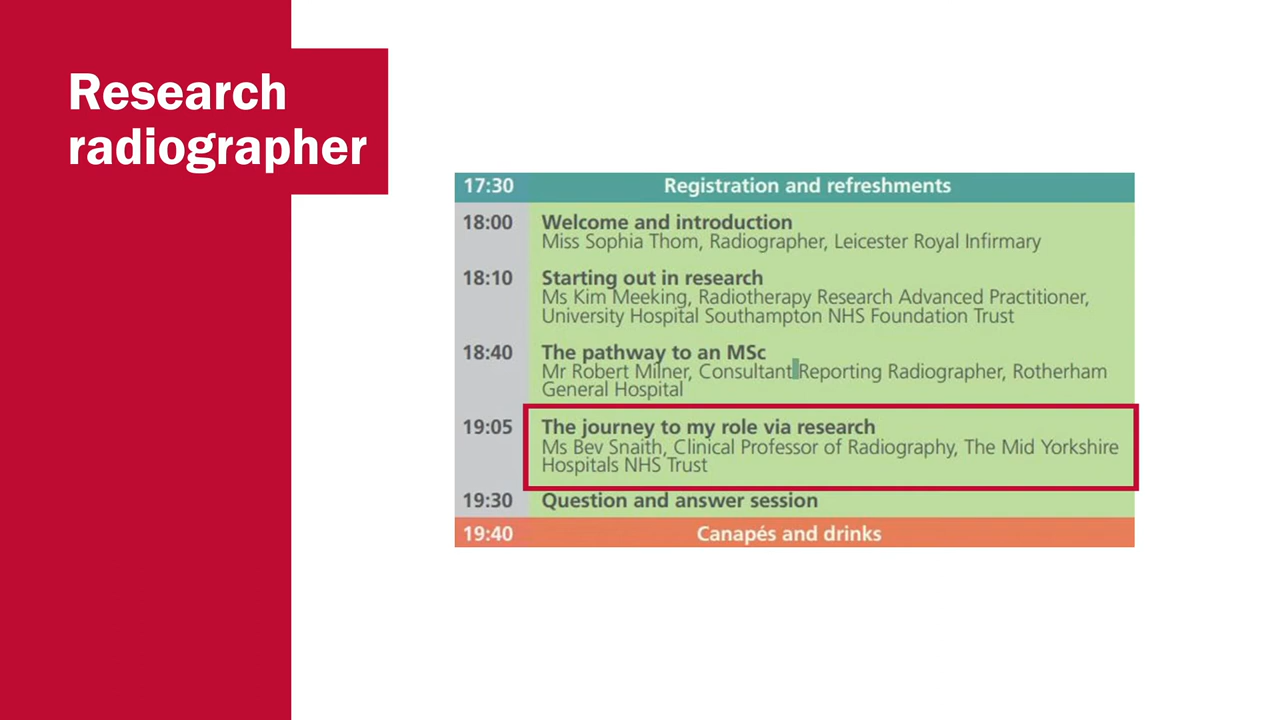 Research
radiographer
17:30 Registration and refreshments
18:00 Welcome and introduction
Miss Sophia Thom, Radiographer, Leicester Royal Infirmary
18:10 Starting out in research
Ms Kim Meeking, Radiotherapy Research Advanced Practitioner,
University Hospital Southampton NHS Foundation Trust
18:40 The pathway to an MSc
Mr Robert Milner, Consultant Reporting Radiographer, Rotherham
General Hospital
19:05 The journey to my role via research
Ms Bev Snaith, Clinical Professor of Radiography, The Mid Yorkshire
Hospitals NHS Trust
19:30 Question and answer session
19:40 Canapés and drinks